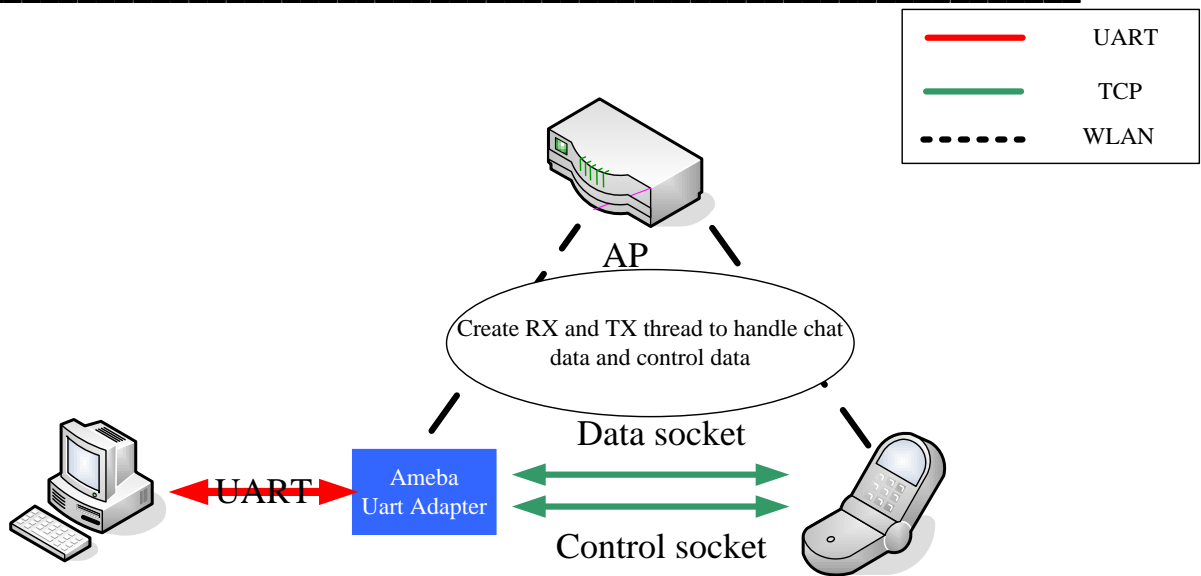 UART
TCP
WLAN
AP
Create RX and TX thread to handle chat
data and control data
Data socket
UART
Ameba
Uart Adapter
Control socket